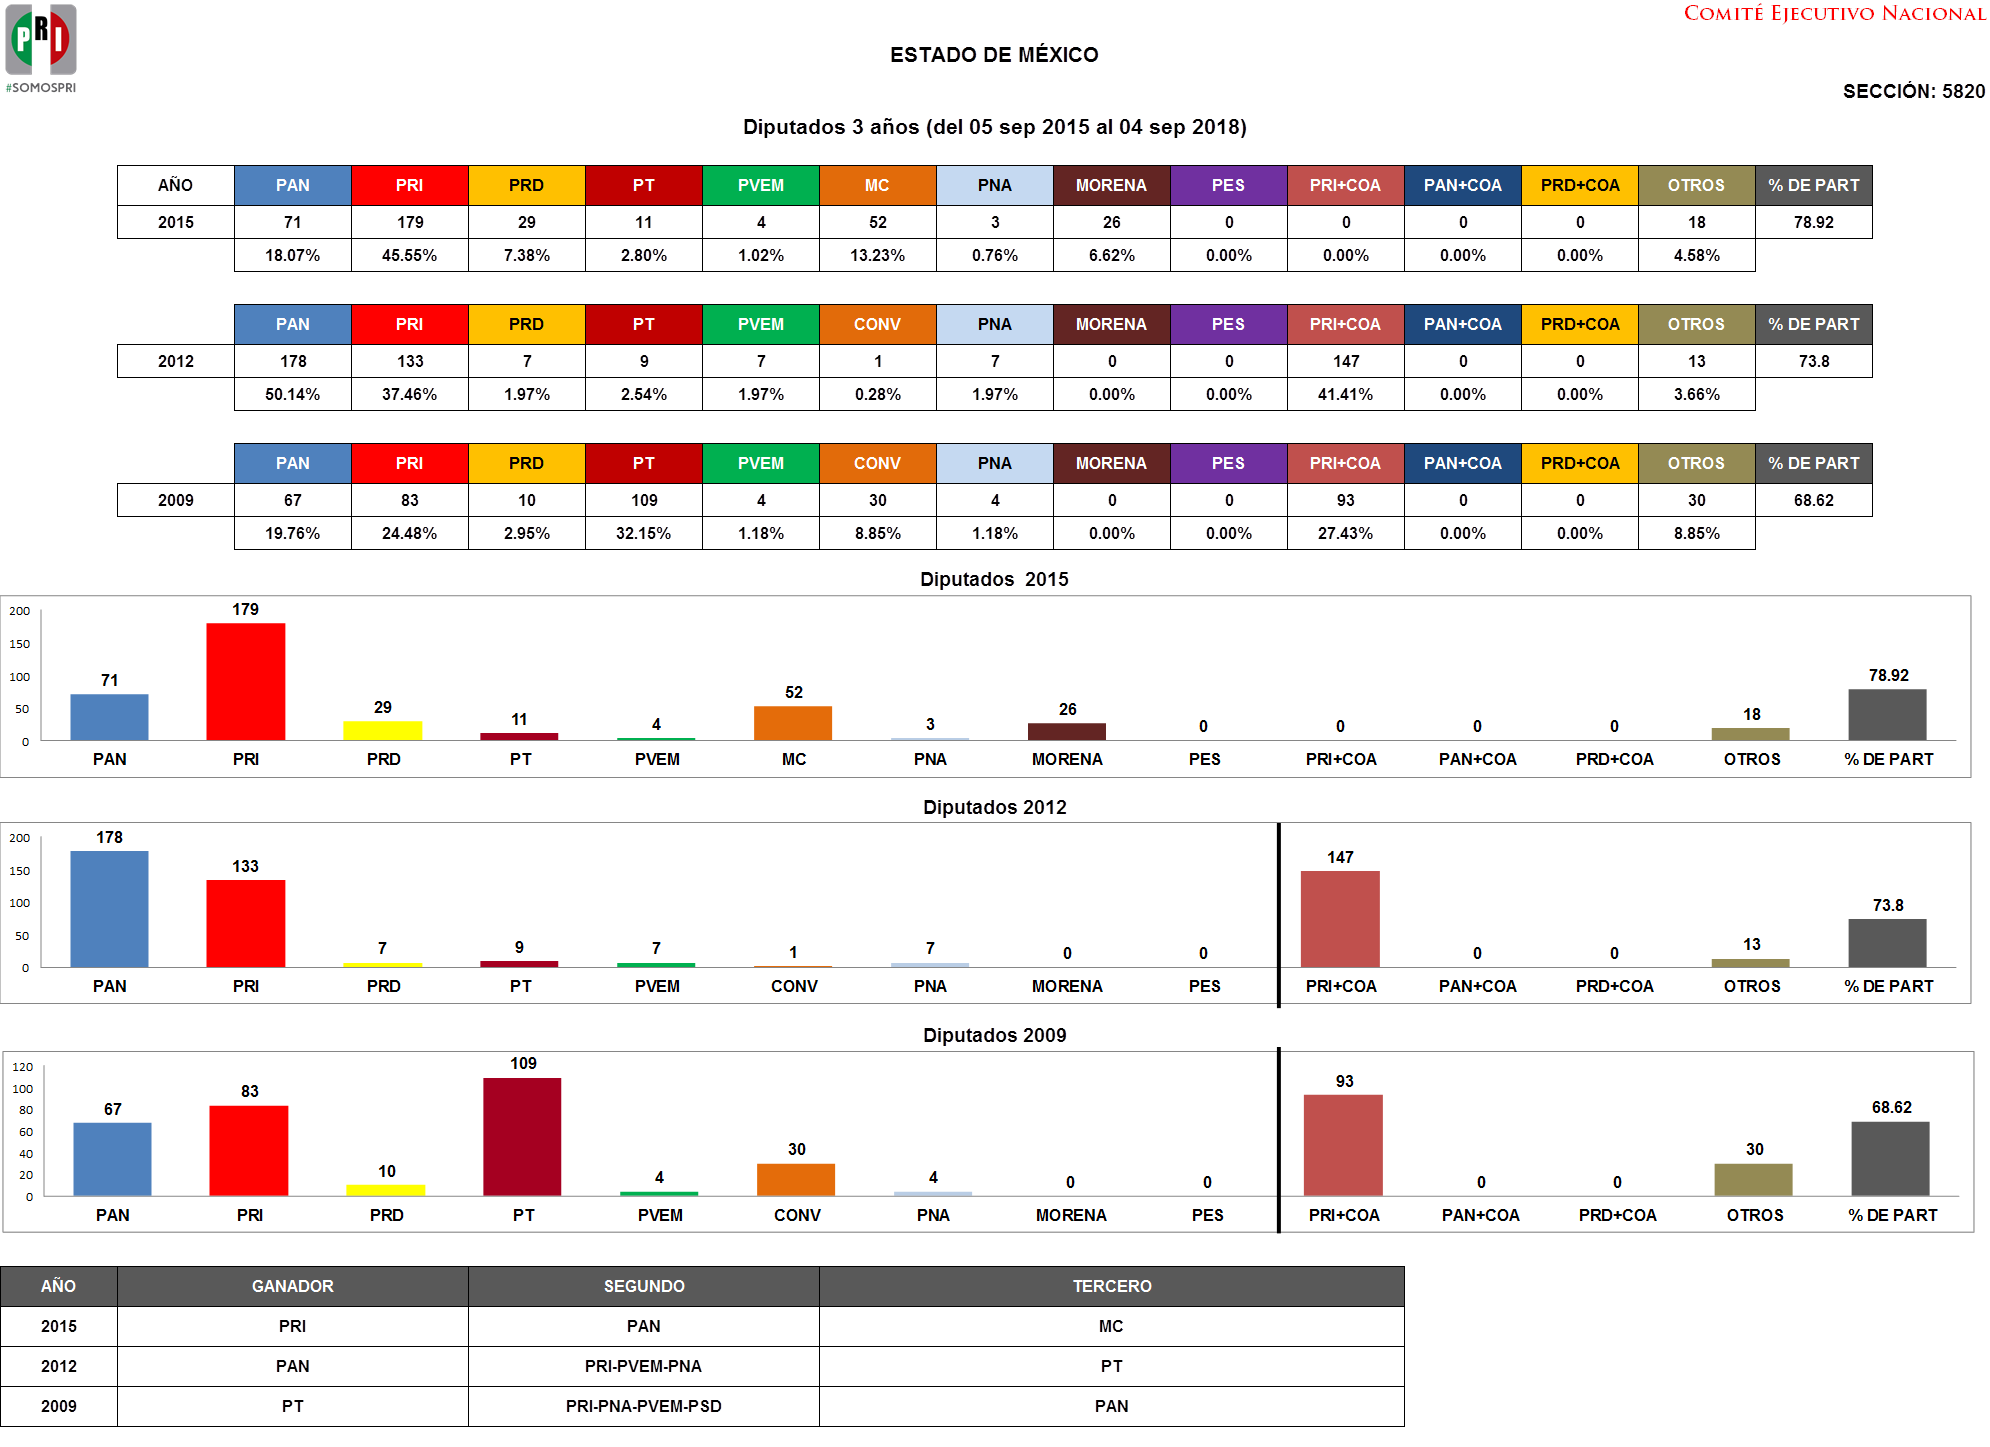 PRI
#SOMOSPRI
COMITÉ EJECUTIVO NACIONAL
ESTADO DE MÉXICO
SECCIÓN: 5820
Diputados 3 años (del 05 sep 2015 al 04 sep 2018)
AÑO PAN PRI PRD PT PVEM MC PNA MORENA PES PRI+COA PAN+COA PRD+COA OTROS % DE PART
2015 71 179 29 11 4 52 3 26 0 0 0 0 18 78.92
18.07% 45.55% 7.38% 2.80% 1.02% 13.23% 0.76% 6.62% 0.00% 0.00% 0.00% 0.00% 4.58%
PAN PRI PRD PT PVEM CONV PNA MORENA PES PRI+COA PAN+COA PRD+COA OTROS % DE PART
2012 178 133 7 9 7 1 7 0 0 147 0 0 13 73.8
50.14% 37.46% 1.97% 2.54% 1.97% 0.28% 1.97% 0.00% 0.00% 41.41% 0.00% 0.00% 3.66%
PAN PRI PRD PT PVEM CONV PNA MORENA PES PRI+COA PAN+COA PRD+COA OTROS % DE PART
2009 67 83 10 109 4 30 4 0 0 93 0 0 30 68.62
19.76% 24.48% 2.95% 32.15% 1.18% 8.85% 1.18% 0.00% 0.00% 27.43% 0.00% 0.00% 8.85%
Diputados 2015
200
150
100
50
0
71 179 29 11 4 52 3 26 0 0 0 0 18 78.92
PAN PRI PRD PT PVEM MC PNA MORENA PES PRI+COA PAN+COA PRD+COA OTROS % DE PART
Diputados 2012
200
150
100
50
0
178 133 7 9 7 1 7 0 0 147 0 0 13 73.8
PAN PRI PRD PT PVEM CONV PNA MORENA PES PRI+COA PAN+COA PRD+COA OTROS % DE PART
Diputados 2009
120
100
80
60
40
20
0
67 83 10 109 4 30 4 0 0 93 0 0 30 68.62
PAN PRI PRD PT PVEM CONV PNA MORENA PES PRI+COA PAN+COA PRD+COA OTROS % DE PART
AÑO GANADOR SEGUNDO TERCERO
2015 PRI PAN MC
2012 PAN PRI-PVEM-PNA PT
2009 PT PRI-PNA-PVEM-PSD PAN